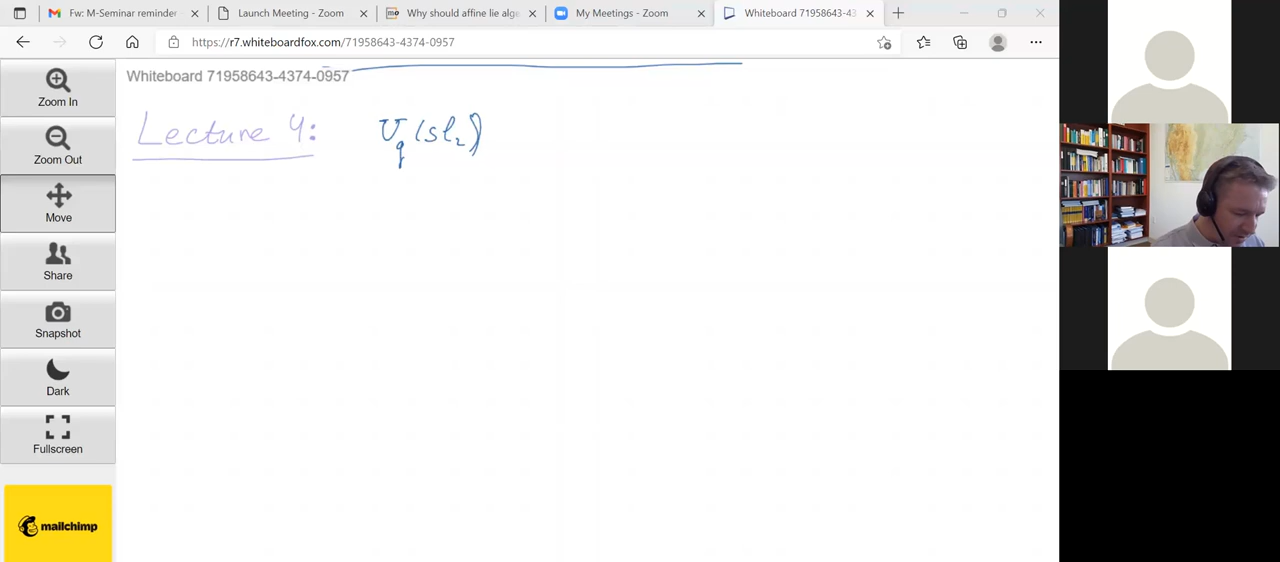 Fw: M-Seminar reminder
Launch Meeting - Zoom
Why should affine lie alge
My Meetings - Zoom
Whiteboard 71958643-43
https://r7.whiteboardfox.com/71958643-4374-0957
Whiteboard 71958643-4374-0957
Zoom In
Zoom Out
Move
Share
Snapshot
Dark
Fullscreen
mailchimp
Lecture 4: U_q(sl_2)